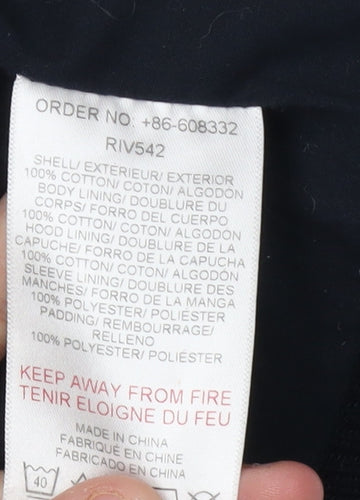 ORDER NO. +86-608332
RIV542
SHELL/ EXTÉRIEUR/ EXTERIOR
100% COTTON/ COTON/ ALGODON
BODY LINING/ DOUBLURE DU
CORPS/ FORRO DEL CUERPO
100% COTTON/ COTON/ ALGODON
HOOD LINING/ DOUBLURE DE LA
CAPUCHE/ FORRO DE LA CAPUCHA
100% COTTON/ COTON/ ALGODÓN
SLEEVE LINING/ DOUBLURE DES
MANCHES/ FORRO DE LA MANGA
100% POLYESTER/ POLIÉSTER
PADDING/ REMBOURRAGE/
RELLENO
100% POLYESTER/ POLIÉSTER
KEEP AWAY FROM FIRE
TENIR ELOIGNE DU FEU
MADE IN CHINA
FABRIQUÉ EN CHINE
FABRICADO EN CHINA
40